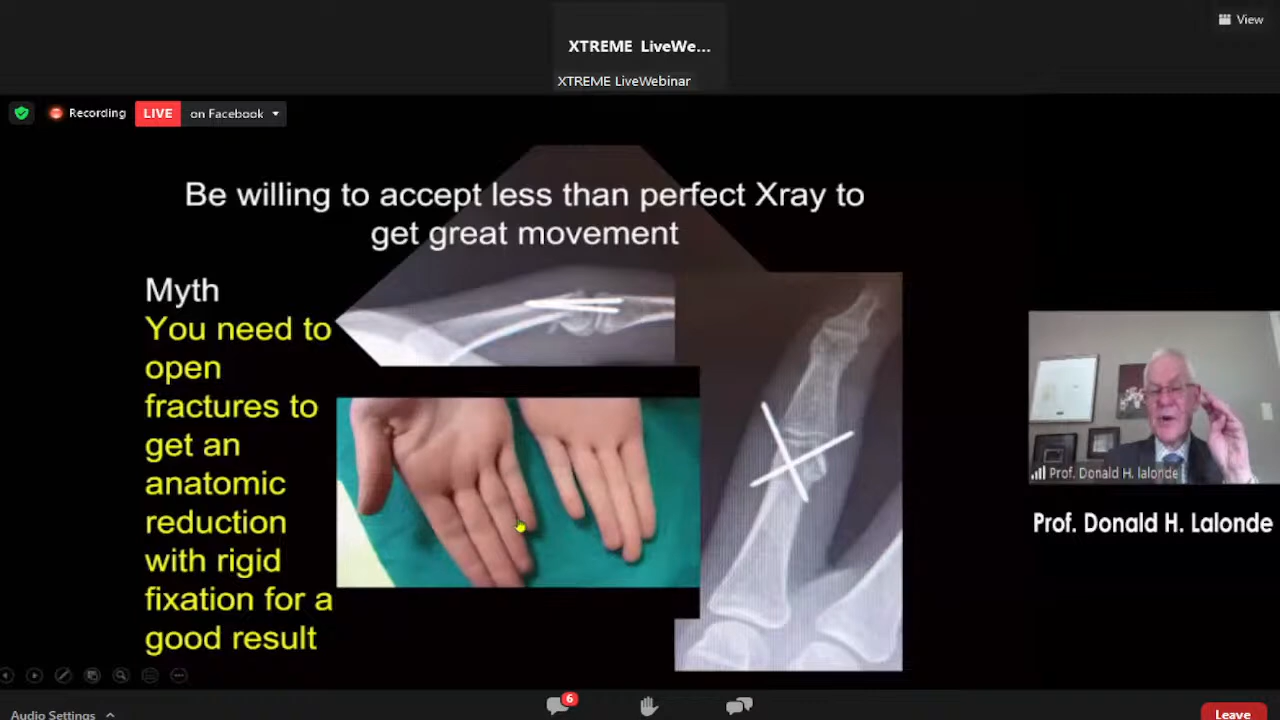 XTREME LiveWe...
View
XTREME LiveWebinar
Recording
LIVE
on Facebook
Be willing to accept less than perfect Xray to
get great movement
Myth
You need to
open
fractures to
get an
anatomic
reduction
with rigid
fixation for a
good result
Prof. Donald H. lalonde
Prof. Donald H. Lalonde
6
Audio Settings
Leave